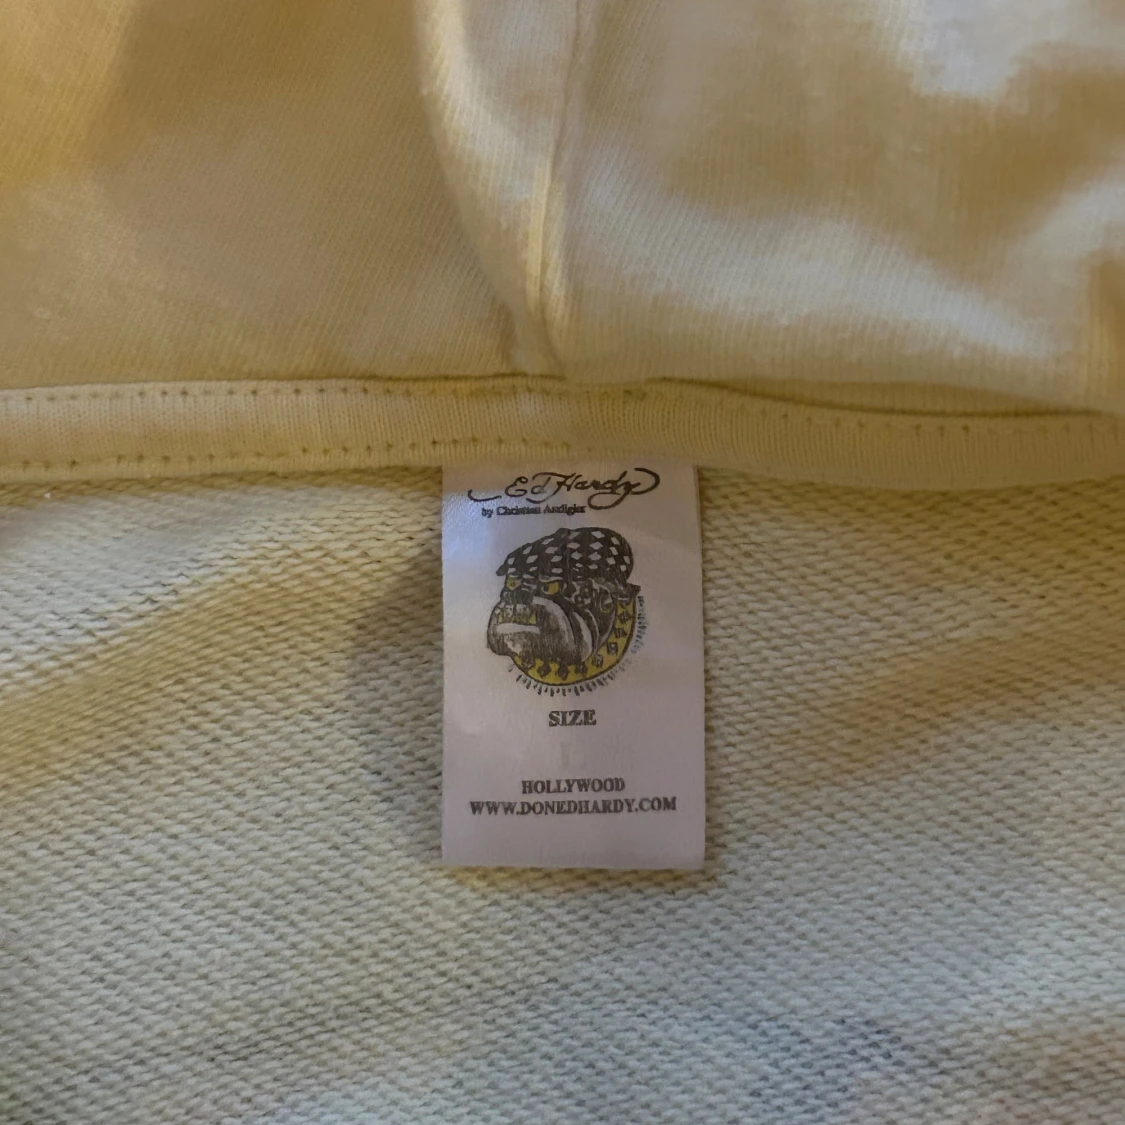 Ed Hardy
by Christian Audigier
SIZE
HOLLYWOOD
WWW.DONEDHARDY.COM